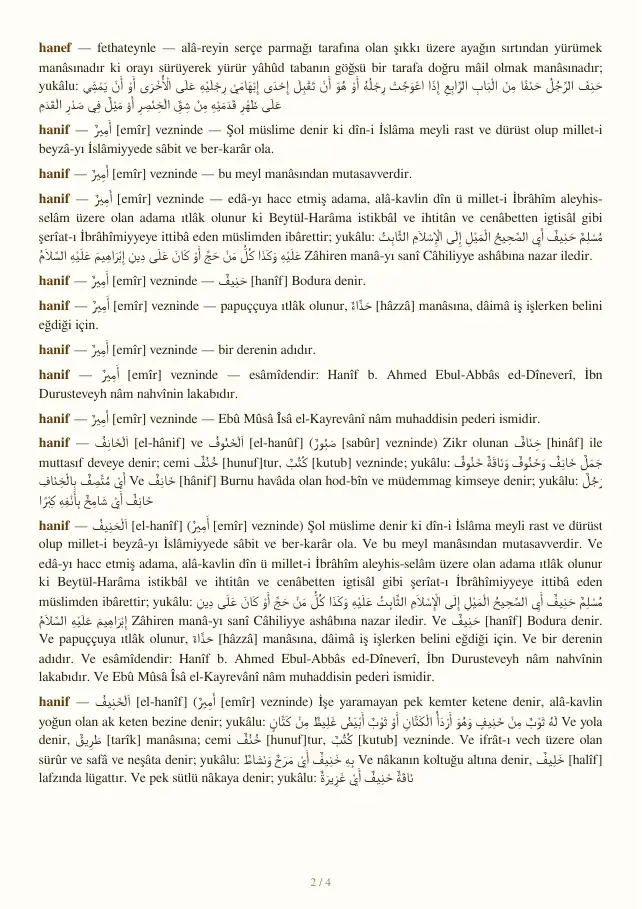 hanef — fethateynle — alâ-reyin serçe parmağı tarafına olan şıkkı üzere ayağın sırtından yürümek
manâsınadır ki orayı sürüyerek yürür yâhûd tabanın göğsü bir tarafa doğru mâil olmak manâsınadır;
yukâlu: حَنِفَ الرَّجُلُ حَنَفًا مِنَ الْبَابِ الرَّابِعِ إِذَا اعْوَجَّتْ رِجْلُهُ أَوْ هُوَ أَنْ تَقْبَلَ إِحْدَى إِبْهَامَيْ رِجْلَيْهِ عَلَى الْأُخْرَى أَوْ أَنْ يَمْشِيَ
عَلَى ظَهْرِ قَدَمَيْهِ مِنْ شِقِّ الْخِنْصِرِ أَوْ مَيْلٌ فِي صَدْرِ الْقَدَمِ
hanif — أَمِيرٌ [emîr] vezninde — Şol müslime denir ki dîn-i İslâma meyli rast ve dürüst olup millet-i
beyzâ-yı İslâmiyyede sâbit ve ber-karâr ola.
hanif — أَمِيرٌ [emîr] vezninde — bu meyl manâsından mutasavverdir.
hanif — أَمِيرٌ [emîr] vezninde — edâ-yı hacc etmiş adama, alâ-kavlin dîn ü millet-i İbrâhîm aleyhis-
selâm üzere olan adama ıtlâk olunur ki Beytül-Harâma istikbâl ve ihtitân ve cenâbetten igtisâl gibi
şerîat-ı İbrâhîmiyyeye ittibâ eden müslimden ibârettir; yukâlu: مُسْلِمٌ حَنِيفٌ أَيِ الصَّحِيحُ الْمَيْلِ إِلَى الْإِسْلَامِ الثَّابِتُ
عَلَيْهِ وَكَذَا كُلُّ مَنْ حَجَّ أَوْ كَانَ عَلَى دِينِ إِبْرَاهِيمَ عَلَيْهِ السَّلَامُ Zâhiren manâ-yı sanî Câhiliyye ashâbına nazar iledir.
hanif — أَمِيرٌ [emîr] vezninde — حَنِيفٌ [hanîf] Bodura denir.
hanif — أَمِيرٌ [emîr] vezninde — papuççuya ıtlâk olunur, حَذَّاءٌ [hâzzâ] manâsına, dâimâ iş işlerken belini
eğdiği için.
hanif — أَمِيرٌ [emîr] vezninde — bir derenin adıdır.
hanif — أَمِيرٌ [emîr] vezninde — esâmîdendir: Hanîf b. Ahmed Ebul-Abbâs ed-Dîneverî, İbn
Durusteveyh nâm nahvînin lakabıdır.
hanif — أَمِيرٌ [emîr] vezninde — Ebû Mûsâ Îsâ el-Kayrevânî nâm muhaddisin pederi ismidir.
hanif — اَلْخَانِفُ [el-hânif] ve اَلْخَنُوفُ [el-hanûf] (صَبُورٌ [sabûr] vezninde) Zikr olunan خِنَافٌ [hinâf] ile
muttasıf deveye denir; cemi خُنُفٌ [hunuf]tur, كُتُبٌ [kutub] vezninde; yukâlu: جَمَلٌ خَانِفٌ وَخَنُوفٌ وَنَاقَةٌ خَنُوفٌ
أَيْ مُتَّصِفٌ بِالْخِنَافِ Ve خَانِفٌ [hânif] Burnu havâda olan hod-bîn ve müdemmag kimseye denir; yukâlu: رَجُلٌ
خَانِفٌ أَيْ شَامِخٌ بِأَنْفِهِ كِبْرًا
hanif — اَلْحَنِيفُ [el-hanîf] (أَمِيرٌ [emîr] vezninde) Şol müslime denir ki dîn-i İslâma meyli rast ve dürüst
olup millet-i beyzâ-yı İslâmiyyede sâbit ve ber-karâr ola. Ve bu meyl manâsından mutasavverdir. Ve
edâ-yı hacc etmiş adama, alâ-kavlin dîn ü millet-i İbrâhîm aleyhis-selâm üzere olan adama ıtlâk olunur
ki Beytül-Harâma istikbâl ve ihtitân ve cenâbetten igtisâl gibi şerîat-ı İbrâhîmiyyeye ittibâ eden
müslimden ibârettir; yukâlu: مُسْلِمٌ حَنِيفٌ أَيِ الصَّحِيحُ الْمَيْلِ إِلَى الْإِسْلَامِ الثَّابِتُ عَلَيْهِ وَكَذَا كُلُّ مَنْ حَجَّ أَوْ كَانَ عَلَى دِينِ
إِبْرَاهِيمَ عَلَيْهِ السَّلَامُ Zâhiren manâ-yı sanî Câhiliyye ashâbına nazar iledir. Ve حَنِيفٌ [hanîf] Bodura denir.
Ve papuççuya ıtlâk olunur, حَذَّاءٌ [hâzzâ] manâsına, dâimâ iş işlerken belini eğdiği için. Ve bir derenin
adıdır. Ve esâmîdendir: Hanîf b. Ahmed Ebul-Abbâs ed-Dîneverî, İbn Durusteveyh nâm nahvînin
lakabıdır. Ve Ebû Mûsâ Îsâ el-Kayrevânî nâm muhaddisin pederi ismidir.
hanif — اَلْخَنِيفُ [el-hanîf] (أَمِيرٌ [emîr] vezninde) İşe yaramayan pek kemter ketene denir, alâ-kavlin
yoğun olan ak keten bezine denir; yukâlu: لَهُ ثَوْبٌ مِنْ خَنِيفٍ وَهُوَ أَرْدَأُ الْكَتَّانِ أَوْ ثَوْبٌ أَبْيَضُ غَلِيظٌ مِنْ كَتَّانٍ Ve yola
denir, طَرِيقٌ [tarîk] manâsına; cemi خُنُفٌ [hunuf]tur, كُتُبٌ [kutub] vezninde. Ve ifrât-ı vech üzere olan
sürûr ve safâ ve neşâta denir; yukâlu: بِهِ خَنِيفٌ أَيْ مَرَحٌ وَنَشَاطٌ Ve nâkanın koltuğu altına denir, خَلِيفٌ [halîf]
lafzında lügattır. Ve pek sütlü nâkaya denir; yukâlu: نَاقَةٌ خَنِيفٌ أَيْ غَزِيرَةٌ
2 / 4